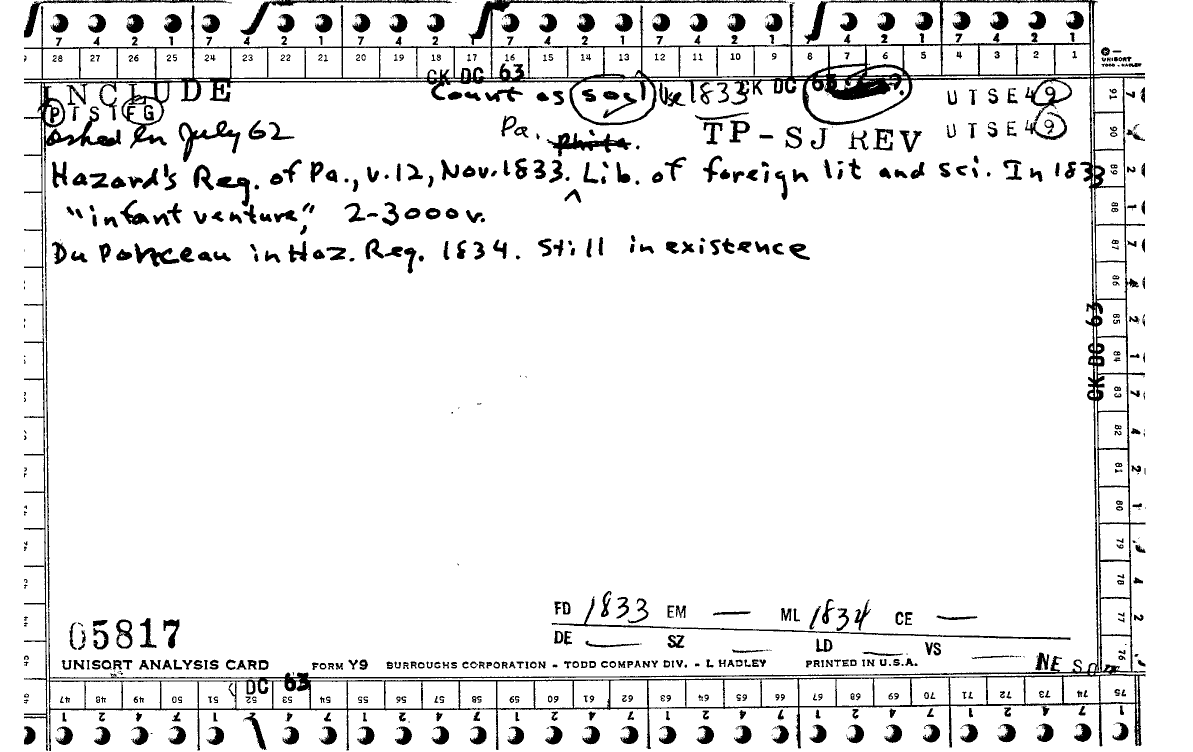 7 4 2 1 7 4 2 1 7 4 2 1 7 4 2 1 7 4 2 1 7 4 2 1 7 4 2 1
28 27 26 25 24 23 22 21 20 19 18 17 16 15 14 13 12 11 10 9 8 7 6 5 4 3 2 1
UNISORT
TODD - HADLEY
CK DC 63
INCLUDE
Count as soc'l Use 1833 CK DC 63
UTSE49
PTSTFG
UTSE49
asked ln July 62
Pa. Phila.
TP-SJ REV
Hazard's Reg. of Pa., v.12, Nov. 1833. ^ Lib. of foreign lit and sci. In 1833
"infant venture," 2-3000v.
Du Ponceau in Haz. Reg. 1834. Still in existence
CK DC 63
91 90 89 88 87 86 85 84 83 82 81 80 79 78 77 76
FD 1833 EM — ML 1834 CE —
DE — SZ — LD — VS
05817
UNISORT ANALYSIS CARD FORM Y9 BURROUGHS CORPORATION - TODD COMPANY DIV. - L HADLEY PRINTED IN U.S.A.
NE
DC 63
47 48 49 50 51 52 53 54 55 56 57 58 59 60 61 62 63 64 65 66 67 68 69 70 71 72 73 74 75
1 2 4 7 1 2 4 7 1 2 4 7 1 2 4 7 1 2 4 7 1 2 4 7 1 2 4 7 1